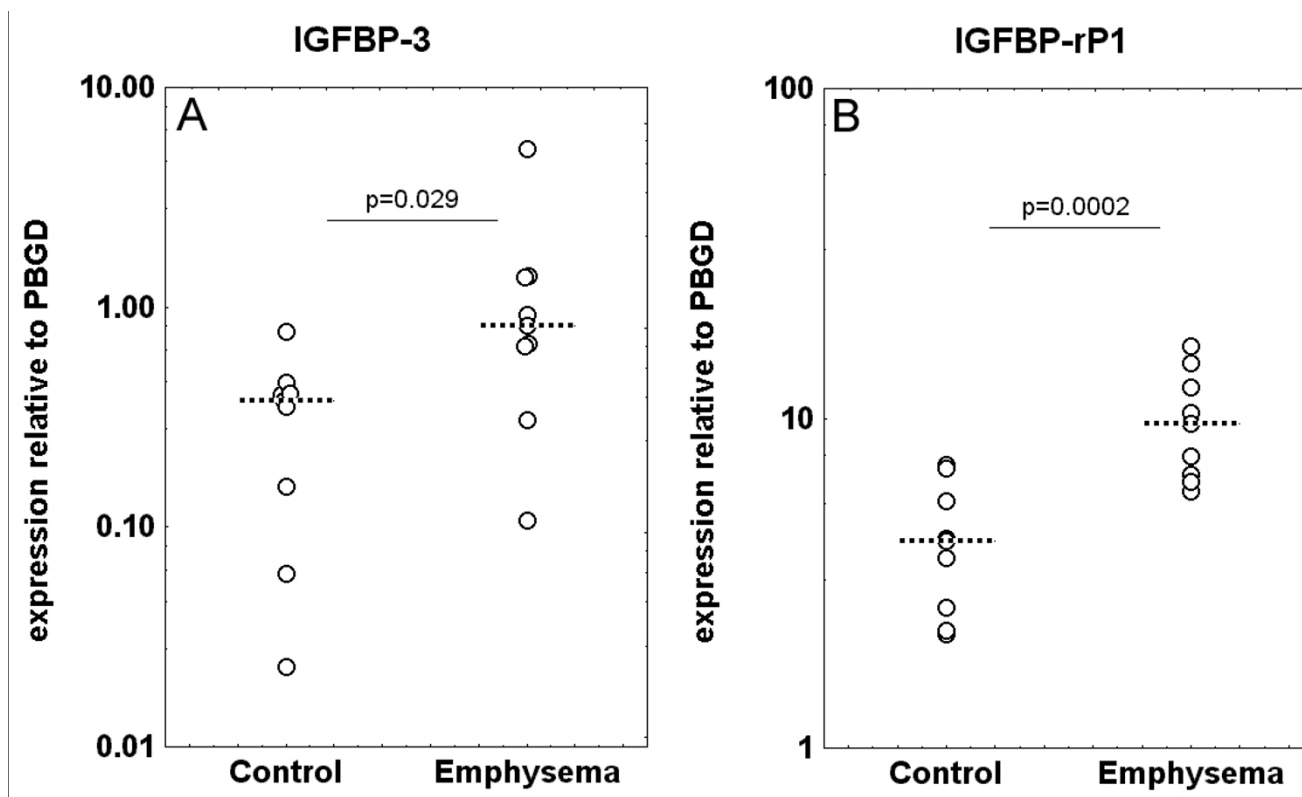 IGFBP-3
A
10.00
1.00
0.10
0.01
expression relative to PBGD
p=0.029
Control Emphysema
IGFBP-rP1
B
100
10
1
expression relative to PBGD
p=0.0002
Control Emphysema